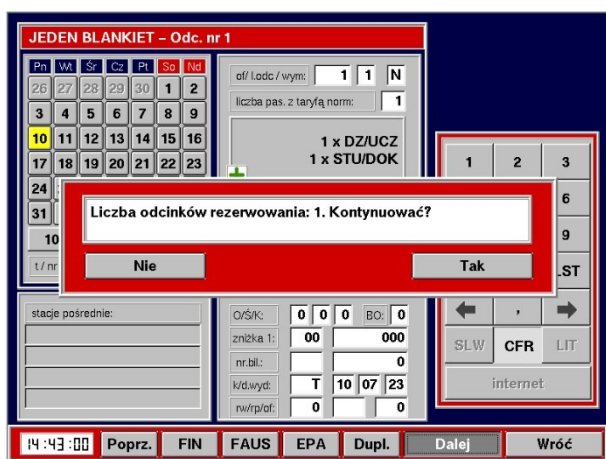 JEDEN BLANKIET – Odc. nr 1
Pn Wt Śr Cz Pt So Nd
26 27 28 29 30 1 2
3 4 5 6 7 8 9
10 11 12 13 14 15 16
17 18 19 20 21 22 23
24
31
10
t / nr
of/ l.odc / wym: 1 1 N
liczba pas. z taryfą norm: 1
1 x DZ/UCZ
1 x STU/DOK
Liczba odcinków rezerwowania: 1. Kontynuować?
Nie Tak
1 2 3
6
9
ST
,
SLW CFR LIT
internet
stacje pośrednie:
O/Ś/K: 0 0 0 BO: 0
zniżka 1: 00 000
nr.bil.: 0
k/d.wyd: T 10 07 23
rw/rp/of: 0 0
14:43:00 Poprz. FIN FAUS EPA Dupl. Dalej Wróć